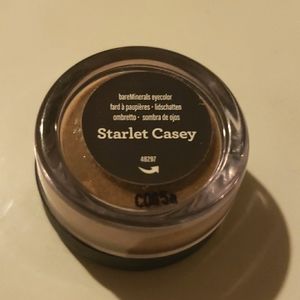 bareMinerals eyecolor
fard à paupières · lidschatten
ombretto · sombra de ojos
Starlet Casey
48297